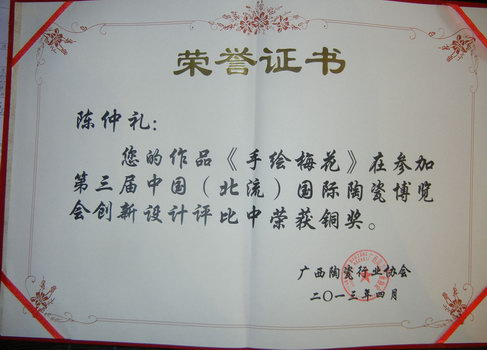 荣誉证书
陈仲礼：
您的作品《手绘梅花》在参加
第三届中国（北流）国际陶瓷博览
会创新设计评比中荣获铜奖。
广西陶瓷行业协会
二〇一三年四月